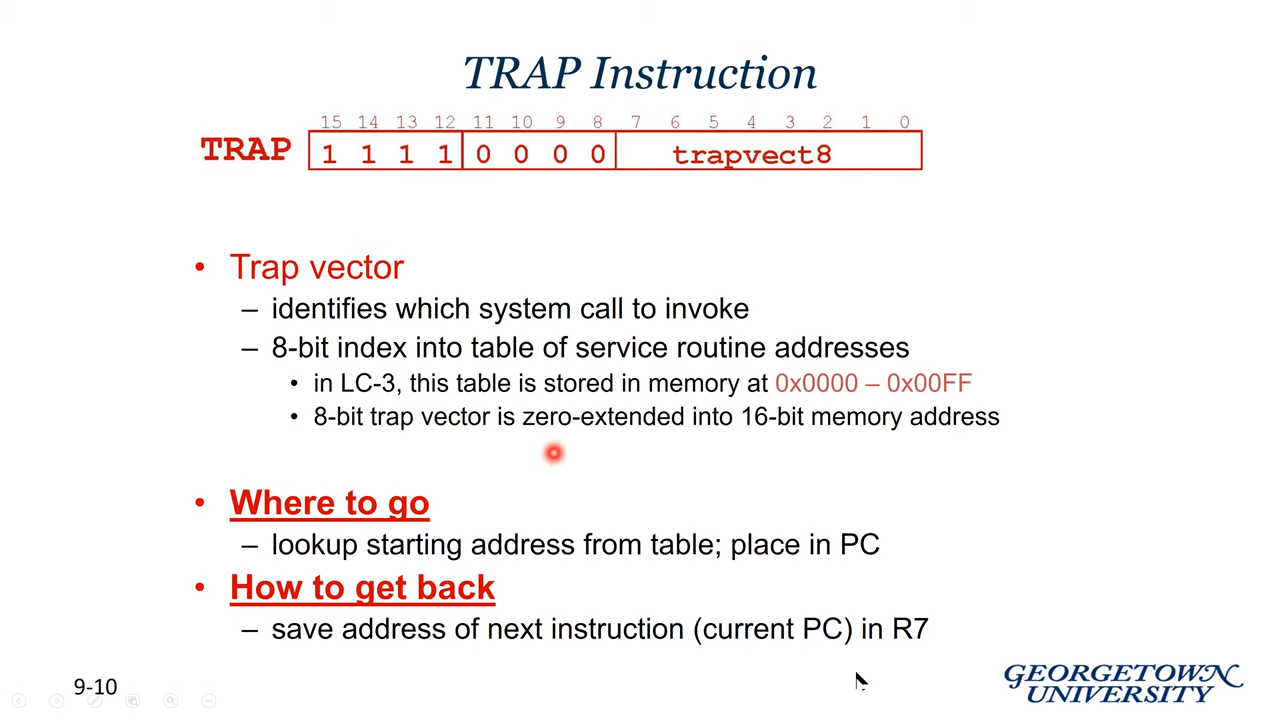 TRAP Instruction
15 14 13 12 11 10 9 8 7 6 5 4 3 2 1 0
TRAP 1 1 1 1 0 0 0 0 trapvect8
• Trap vector
– identifies which system call to invoke
– 8-bit index into table of service routine addresses
• in LC-3, this table is stored in memory at 0x0000 – 0x00FF
• 8-bit trap vector is zero-extended into 16-bit memory address
• Where to go
– lookup starting address from table; place in PC
• How to get back
– save address of next instruction (current PC) in R7
9-10
GEORGETOWN
UNIVERSITY